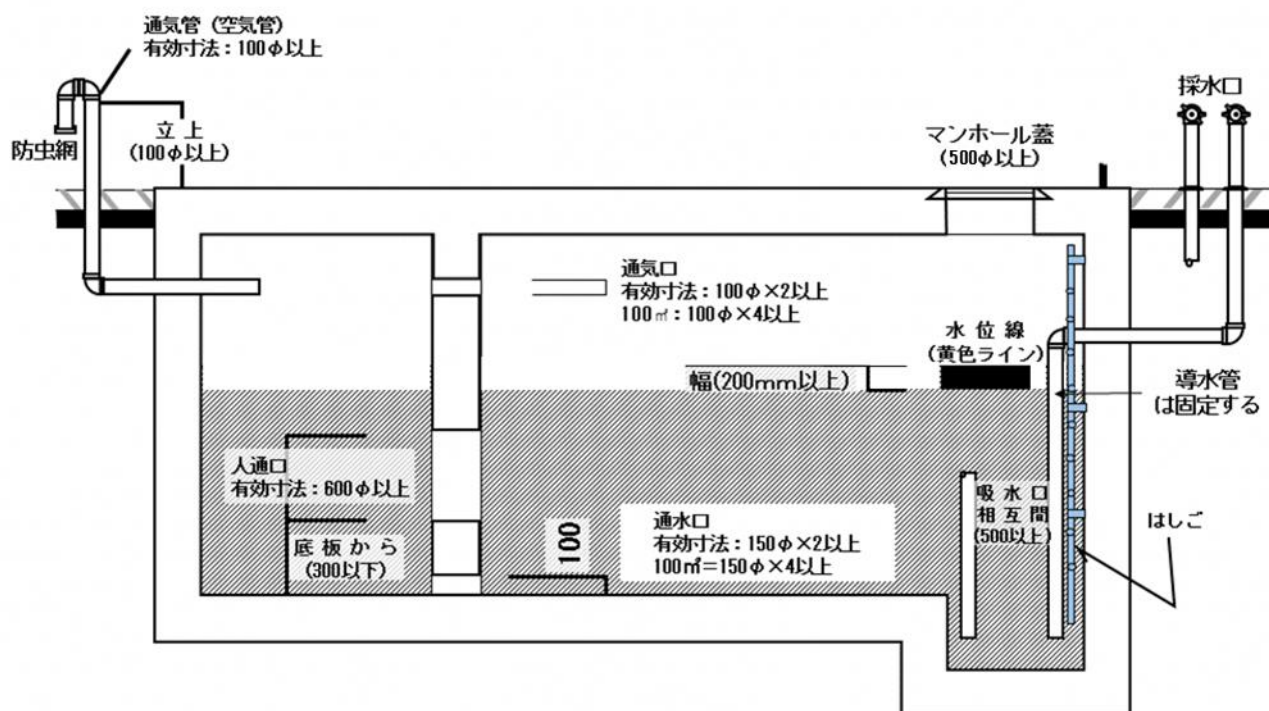 通気管 (空気管)
有効寸法:100φ以上
防虫網
立 上
(100φ以上)
マンホール蓋
(500φ以上)
採水口
通気口
有効寸法:100φ×2以上
100㎡:100φ×4以上
水 位 線
(黄色ライン)
幅(200mm以上)
導水管
は固定する
人通口
有効寸法:600φ以上
底 板 か ら
(300以下)
100
通水口
有効寸法:150φ×2以上
100㎡=150φ×4以上
吸 水 口
相 互 間
(500以上)
はしご